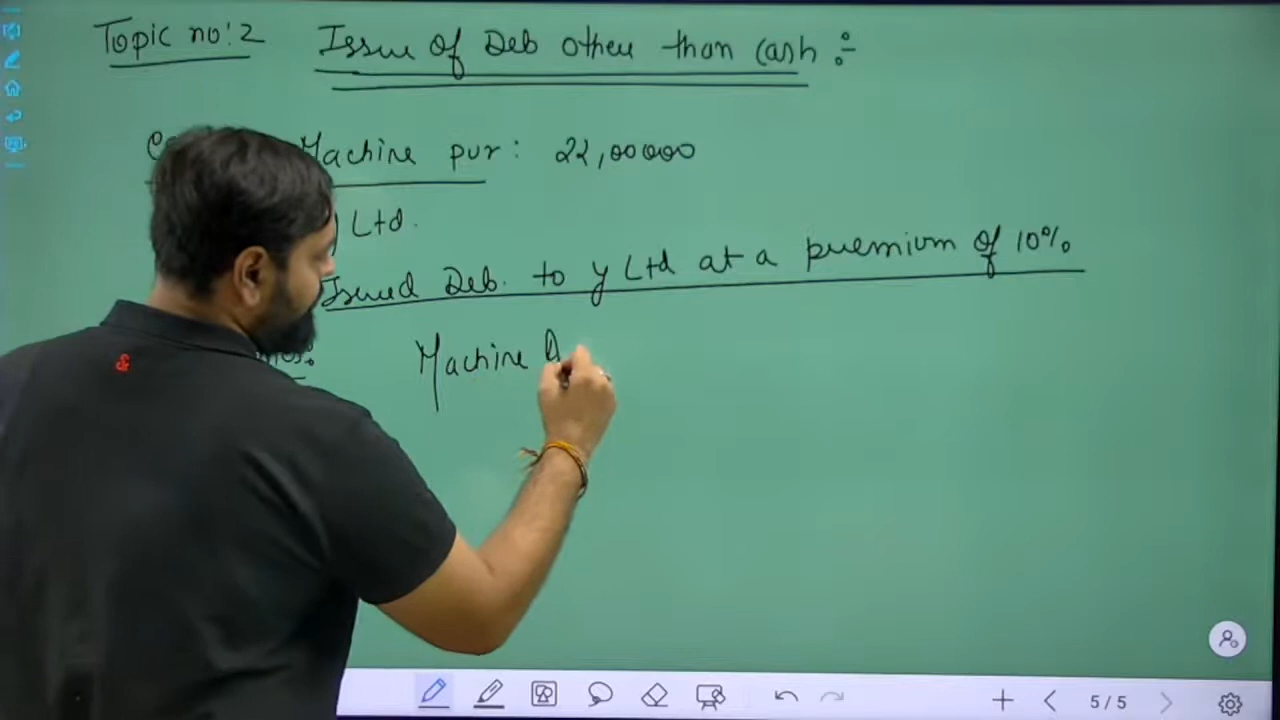 Topic no: 2 Issue of Deb other than Cash :
Machine pur: 22,00000
Ltd.
Issued Deb. to y Ltd at a premium of 10%
Machine A
5/5